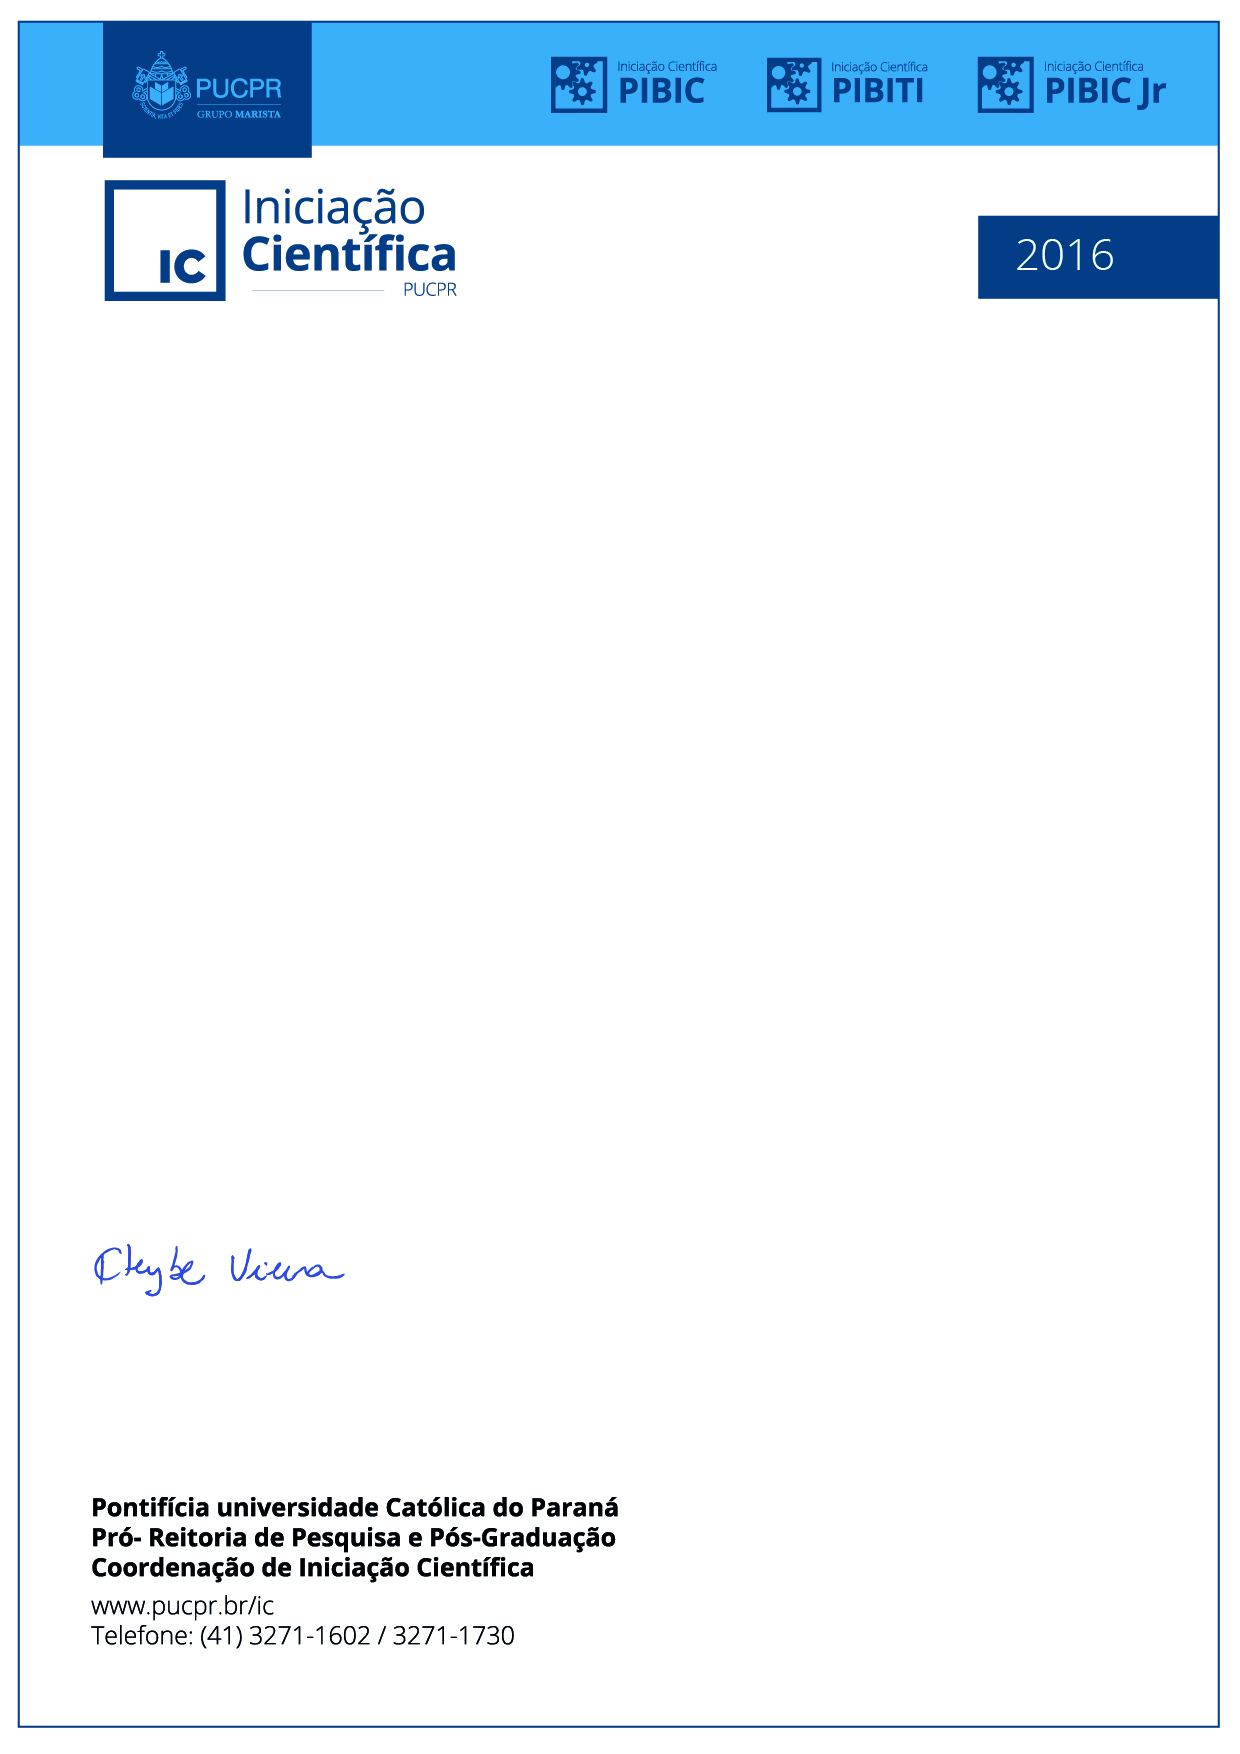 PUCPR
GRUPO MARISTA
Iniciação Científica
PIBIC
Iniciação Científica
PIBITI
Iniciação Científica
PIBIC Jr
IC
Iniciação
Científica
PUCPR
2016
Cleybe Vieira
Pontifícia universidade Católica do Paraná
Pró- Reitoria de Pesquisa e Pós-Graduação
Coordenação de Iniciação Científica
www.pucpr.br/ic
Telefone: (41) 3271-1602 / 3271-1730